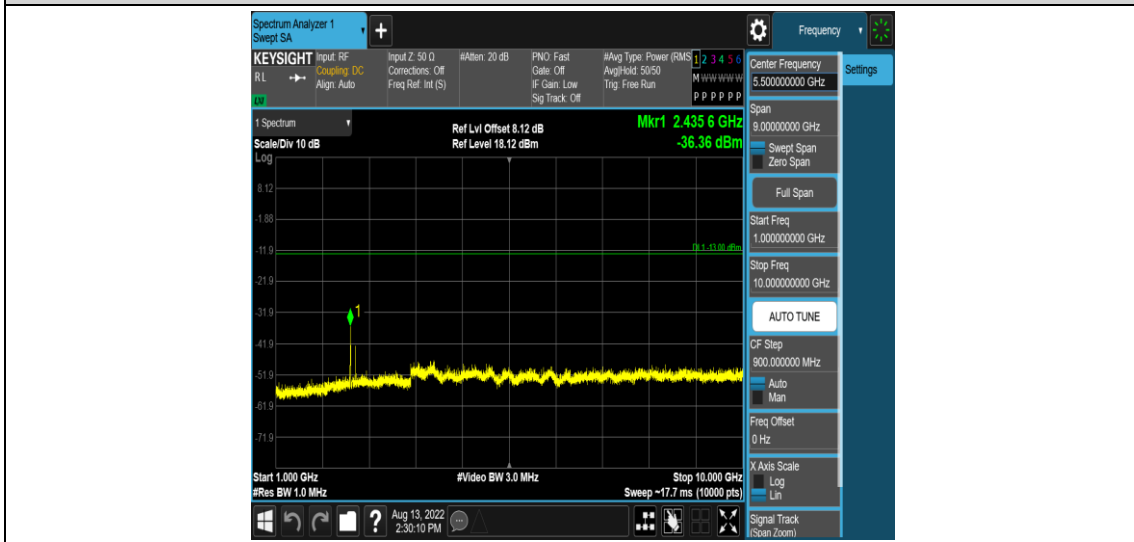 Spectrum Analyzer 1
Swept SA
Frequency
KEYSIGHT
RL
LXI
Input: RF
Coupling: DC
Align: Auto
Input Z: 50 Ω
Corrections: Off
Freq Ref: Int (S)
#Atten: 20 dB
PNO: Fast
Gate: Off
IF Gain: Low
Sig Track: Off
#Avg Type: Power (RMS
Avg|Hold: 50/50
Trig: Free Run
1 2 3 4 5 6
M W W W W W
P P P P P P
1 Spectrum
Scale/Div 10 dB
Log
Ref Lvl Offset 8.12 dB
Ref Level 18.12 dBm
Mkr1 2.435 6 GHz
-36.36 dBm
8.12
-1.88
-11.9
DL1 -13.00 dBm
-21.9
-31.9
1
-41.9
-51.9
-61.9
-71.9
Start 1.000 GHz
#Video BW 3.0 MHz
Stop 10.000 GHz
#Res BW 1.0 MHz
Sweep ~17.7 ms (10000 pts)
Center Frequency
5.500000000 GHz
Settings
Span
9.00000000 GHz
Swept Span
Zero Span
Full Span
Start Freq
1.000000000 GHz
Stop Freq
10.000000000 GHz
AUTO TUNE
CF Step
900.000000 MHz
Auto
Man
Freq Offset
0 Hz
X Axis Scale
Log
Lin
Signal Track
(Span Zoom)
?
Aug 13, 2022
2:30:10 PM